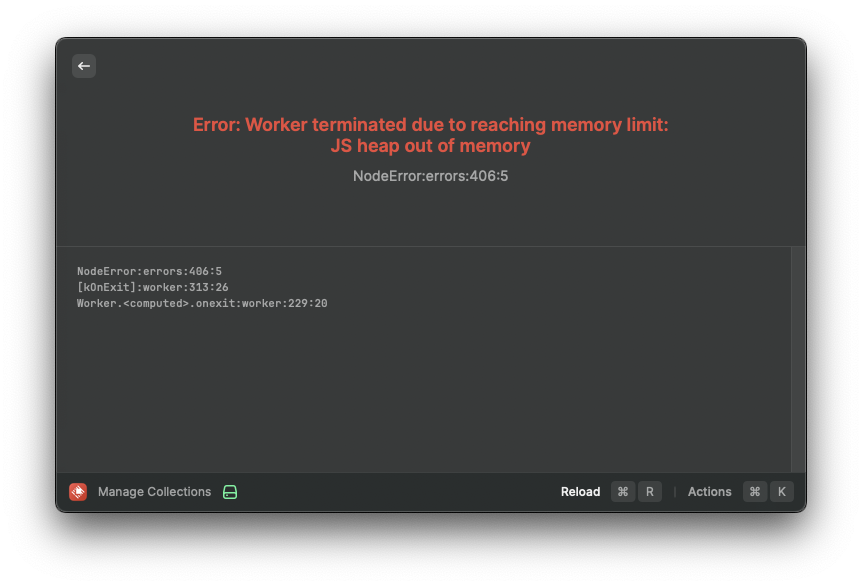 Error: Worker terminated due to reaching memory limit:
JS heap out of memory
NodeError:errors:406:5
NodeError:errors:406:5
[kOnExit]:worker:313:26
Worker.<computed>.onexit:worker:229:20
Manage Collections Reload ⌘ R Actions ⌘ K